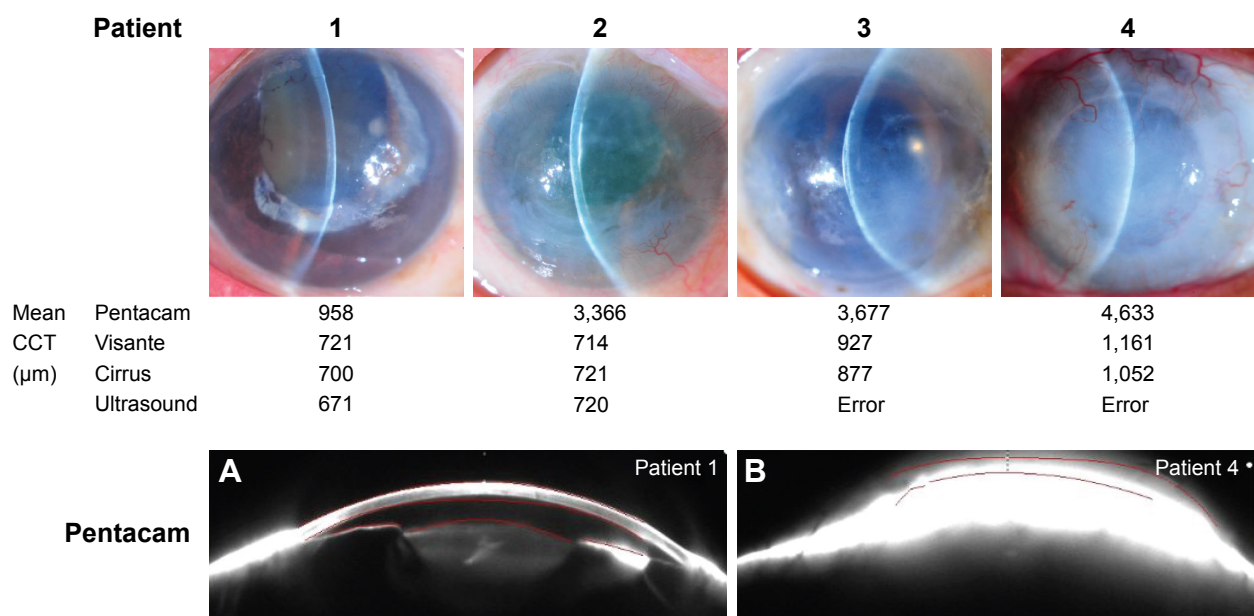 Patient 1 2 3 4
Mean Pentacam 958 3,366 3,677 4,633
CCT Visante 721 714 927 1,161
(µm) Cirrus 700 721 877 1,052
Ultrasound 671 720 Error Error
A Patient 1 B Patient 4
Pentacam